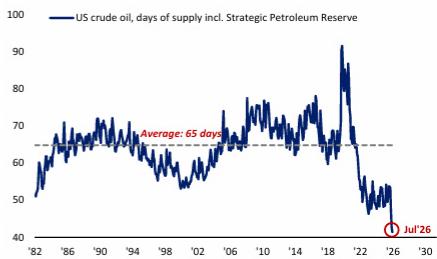 US crude oil, days of supply incl. Strategic Petroleum Reserve
100
90
80
70
60
50
40
Average: 65 days
Jul'26
'82 '86 '90 '94 '98 '02 '06 '10 '14 '18 '22 '26 '30